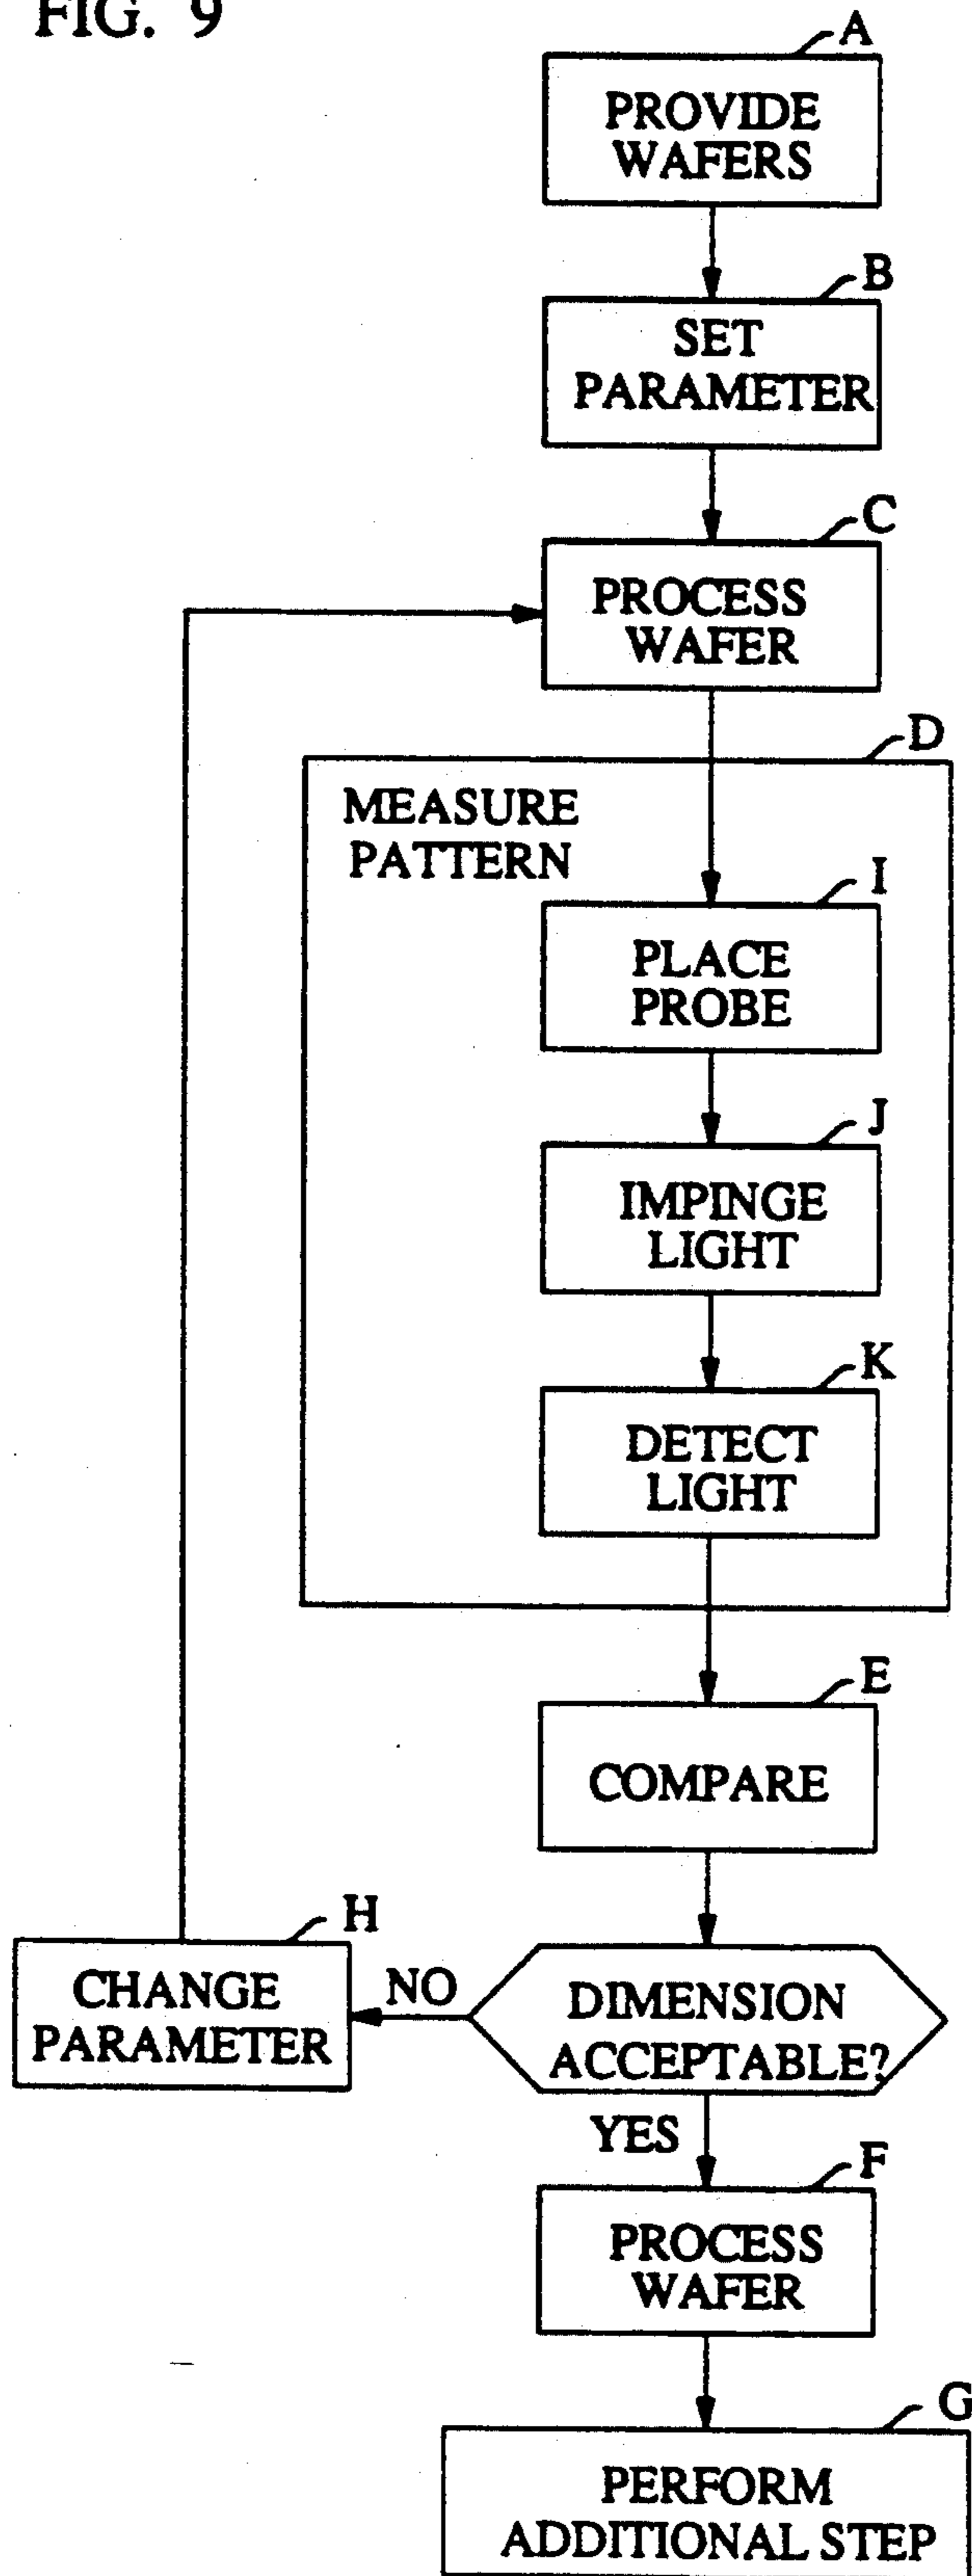 FIG. 9
A
PROVIDE
WAFERS
B
SET
PARAMETER
C
PROCESS
WAFER
D
MEASURE
PATTERN
I
PLACE
PROBE
J
IMPINGE
LIGHT
K
DETECT
LIGHT
E
COMPARE
H
CHANGE
PARAMETER
NO
DIMENSION
ACCEPTABLE?
YES
F
PROCESS
WAFER
G
PERFORM
ADDITIONAL STEP